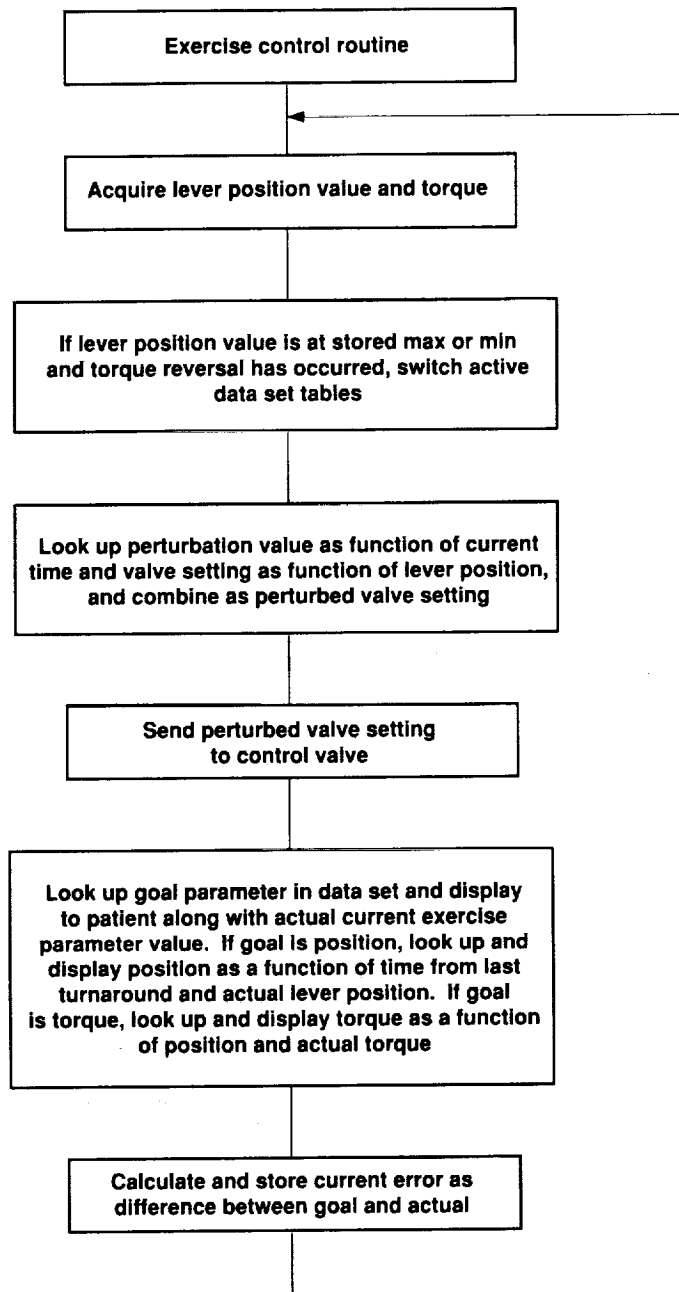 Exercise control routine
Acquire lever position value and torque
If lever position value is at stored max or min
and torque reversal has occurred, switch active
data set tables
Look up perturbation value as function of current
time and valve setting as function of lever position,
and combine as perturbed valve setting
Send perturbed valve setting
to control valve
Look up goal parameter in data set and display
to patient along with actual current exercise
parameter value. If goal is position, look up and
display position as a function of time from last
turnaround and actual lever position. If goal
is torque, look up and display torque as a function
of position and actual torque
Calculate and store current error as
difference between goal and actual